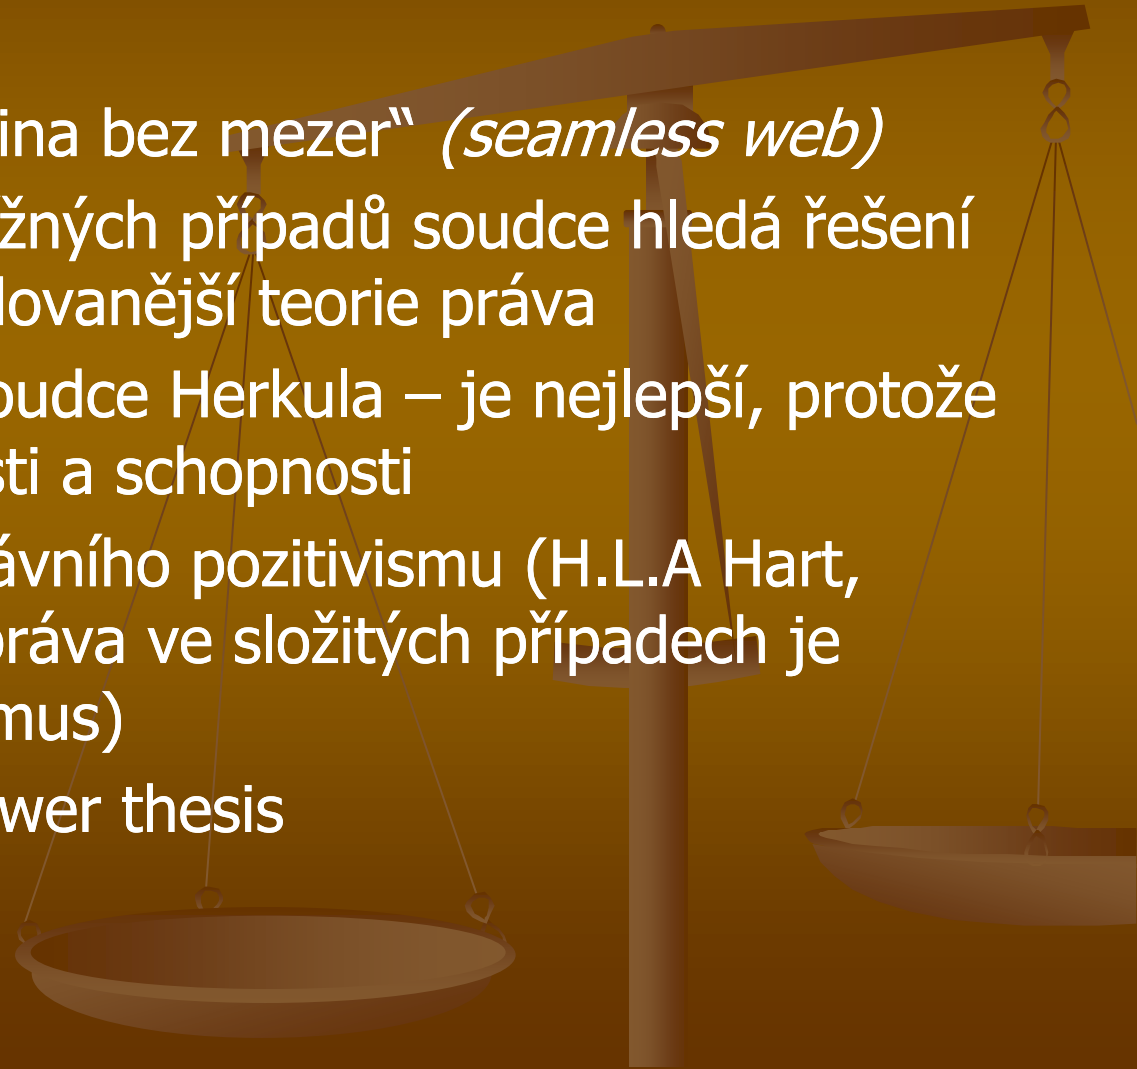 ina bez mezer“ (seamless web)
žných případů soudce hledá řešení
lovanější teorie práva
oudce Herkula – je nejlepší, protože
sti a schopnosti
ávního pozitivismu (H.L.A Hart,
práva ve složitých případech je
mus)
wer thesis